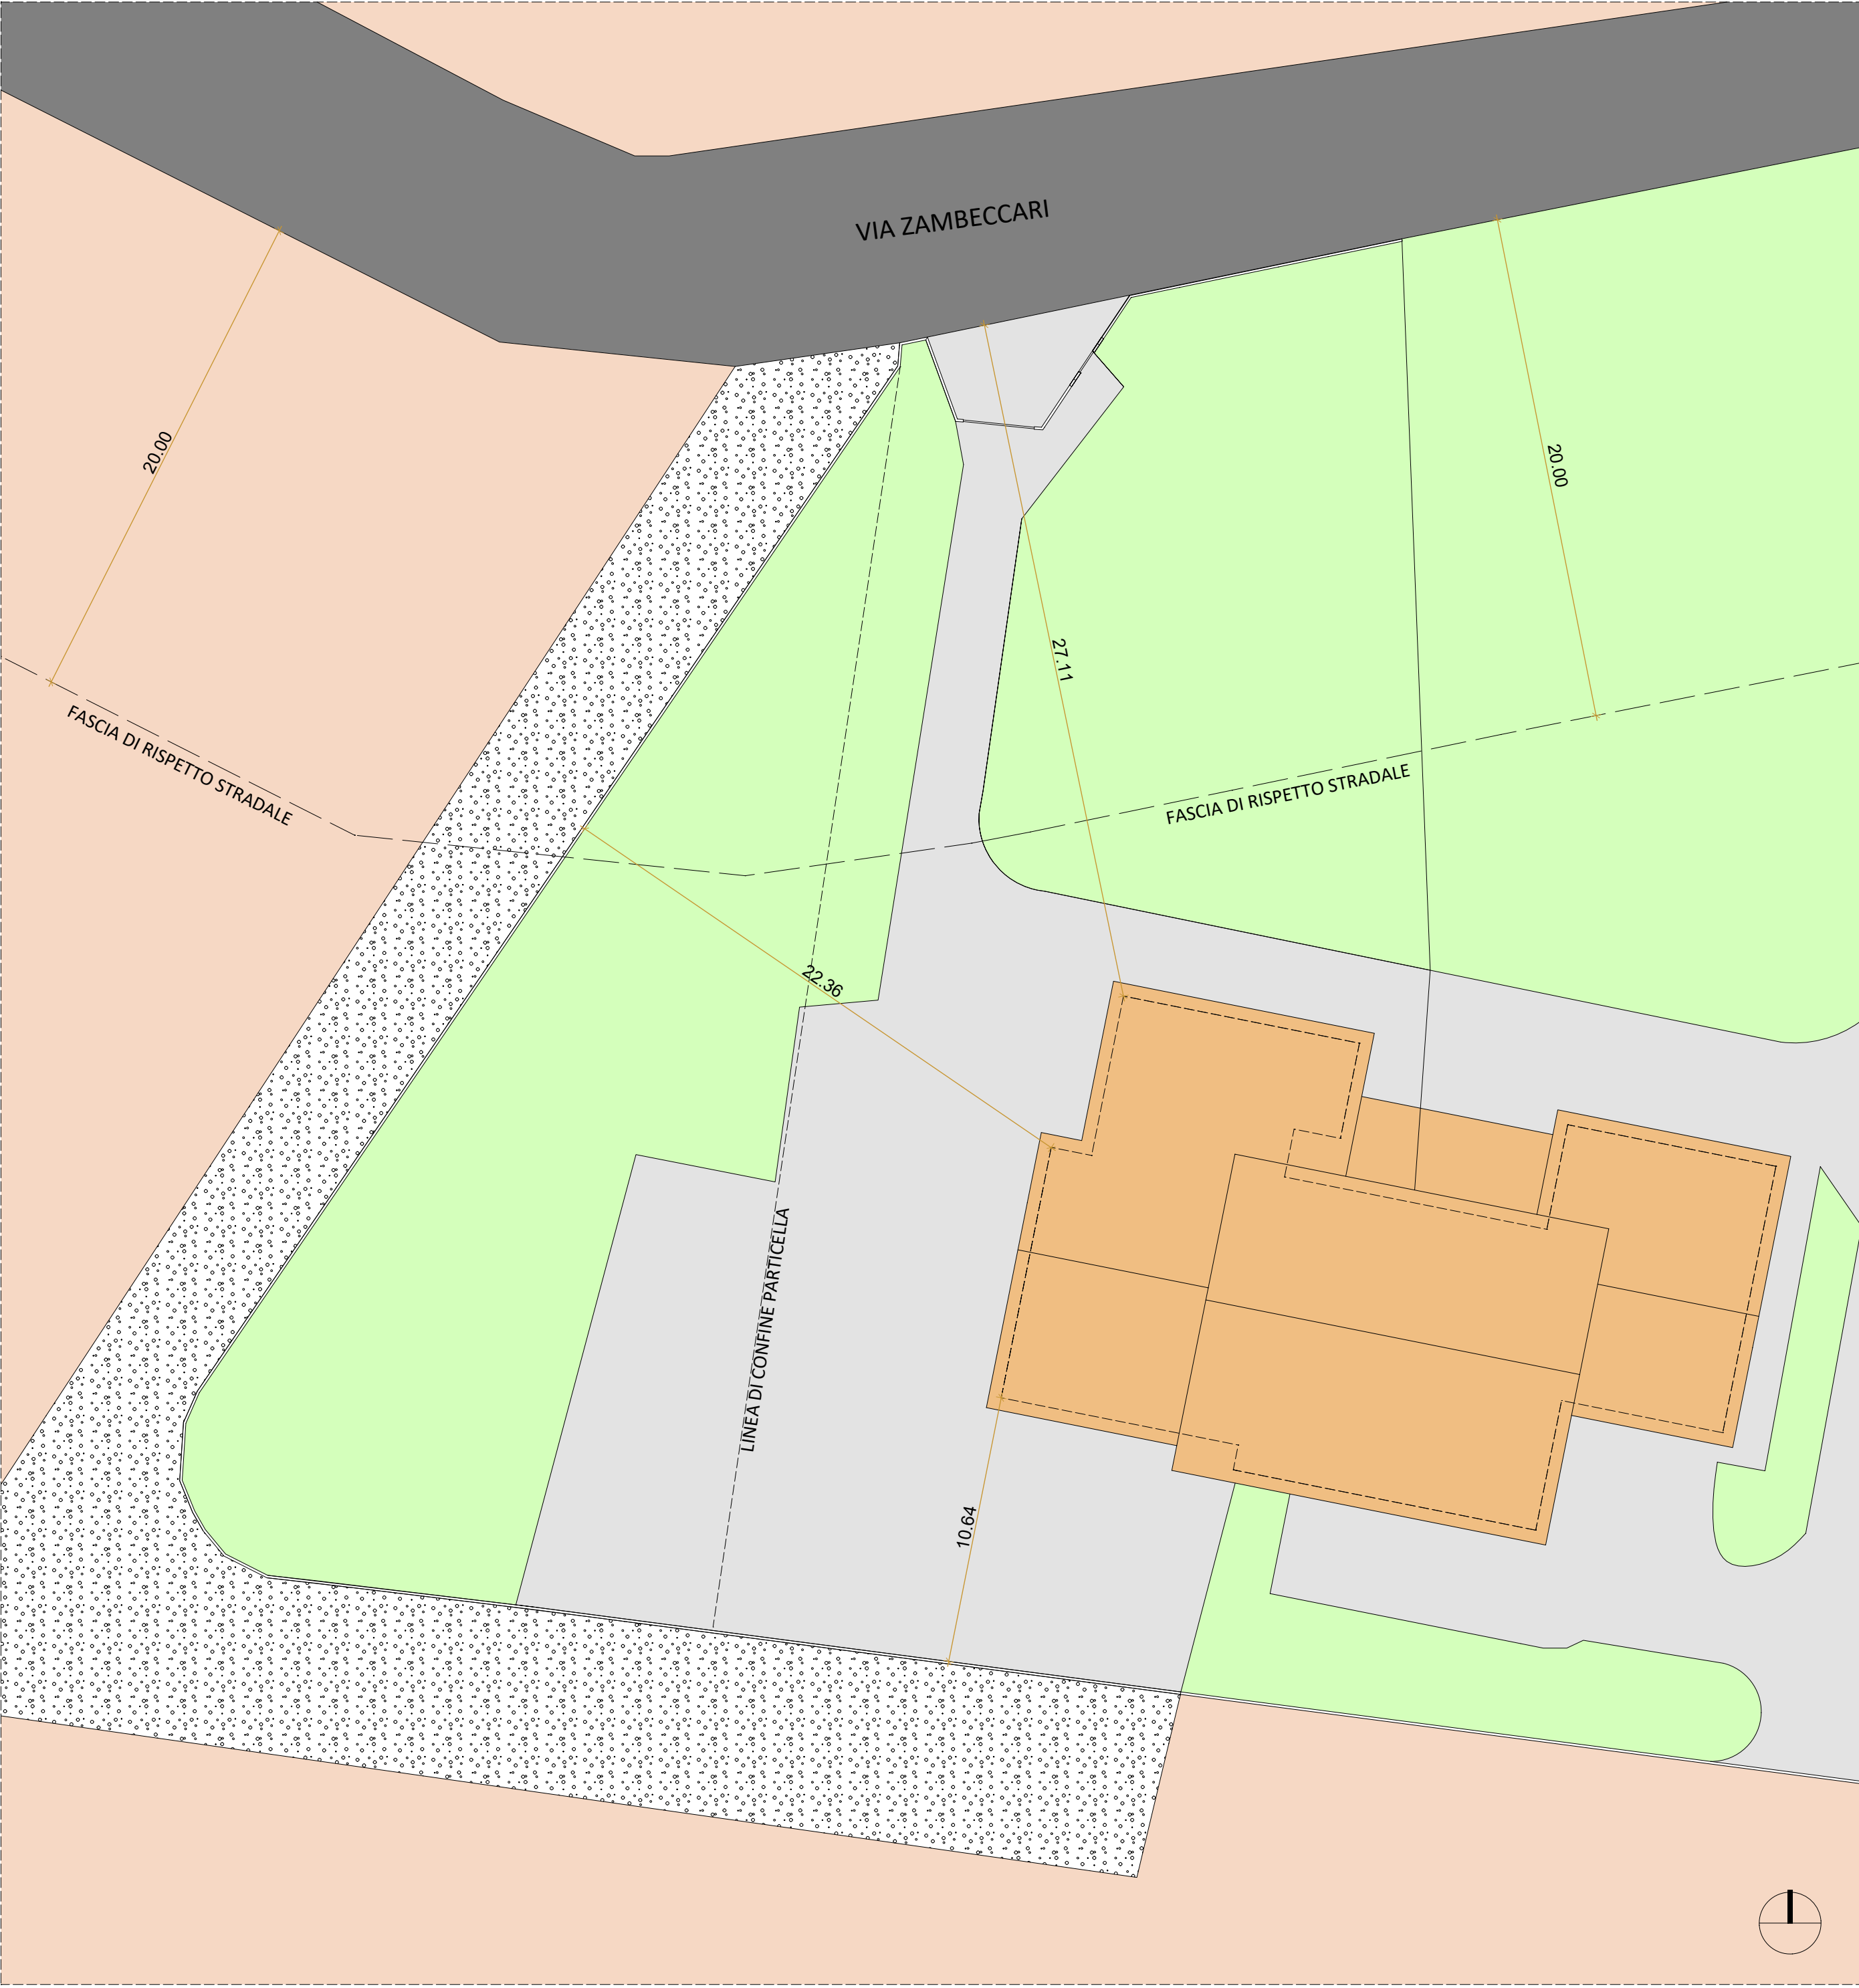 VIA ZAMBECCARI
20.00
20.00
27.11
FASCIA DI RISPETTO STRADALE
FASCIA DI RISPETTO STRADALE
22.36
LINEA DI CONFINE PARTICELLA
10.64